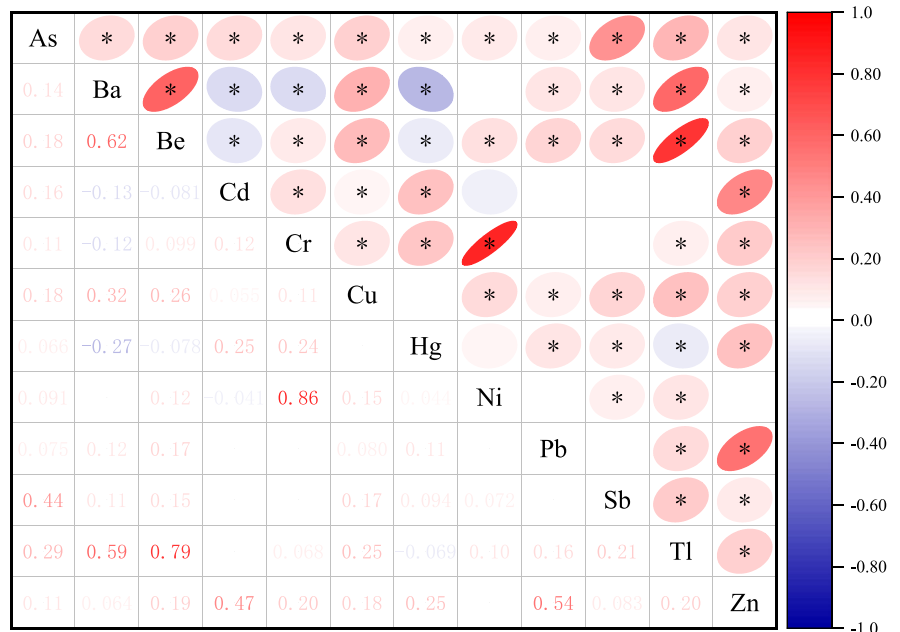 As * * * * * * * * * * *
0.14 Ba * * * * * * * * *
0.18 0.62 Be * * * * * * * * *
0.16 -0.13 -0.081 Cd * * * *
0.11 -0.12 0.099 0.12 Cr * * * * *
0.18 0.32 0.26 0.055 0.11 Cu * * * * *
0.066 -0.27 -0.078 0.25 0.24 Hg * * * *
0.091 0.12 -0.041 0.86 0.15 0.044 Ni * *
0.075 0.12 0.17 0.080 0.11 Pb * *
0.44 0.11 0.15 0.17 0.094 0.072 Sb * *
0.29 0.59 0.79 0.068 0.25 -0.069 0.10 0.16 0.21 Tl *
0.11 0.064 0.19 0.47 0.20 0.18 0.25 0.54 0.083 0.20 Zn
1.0
0.80
0.60
0.40
0.20
0.0
-0.20
-0.40
-0.60
-0.80
-1.0